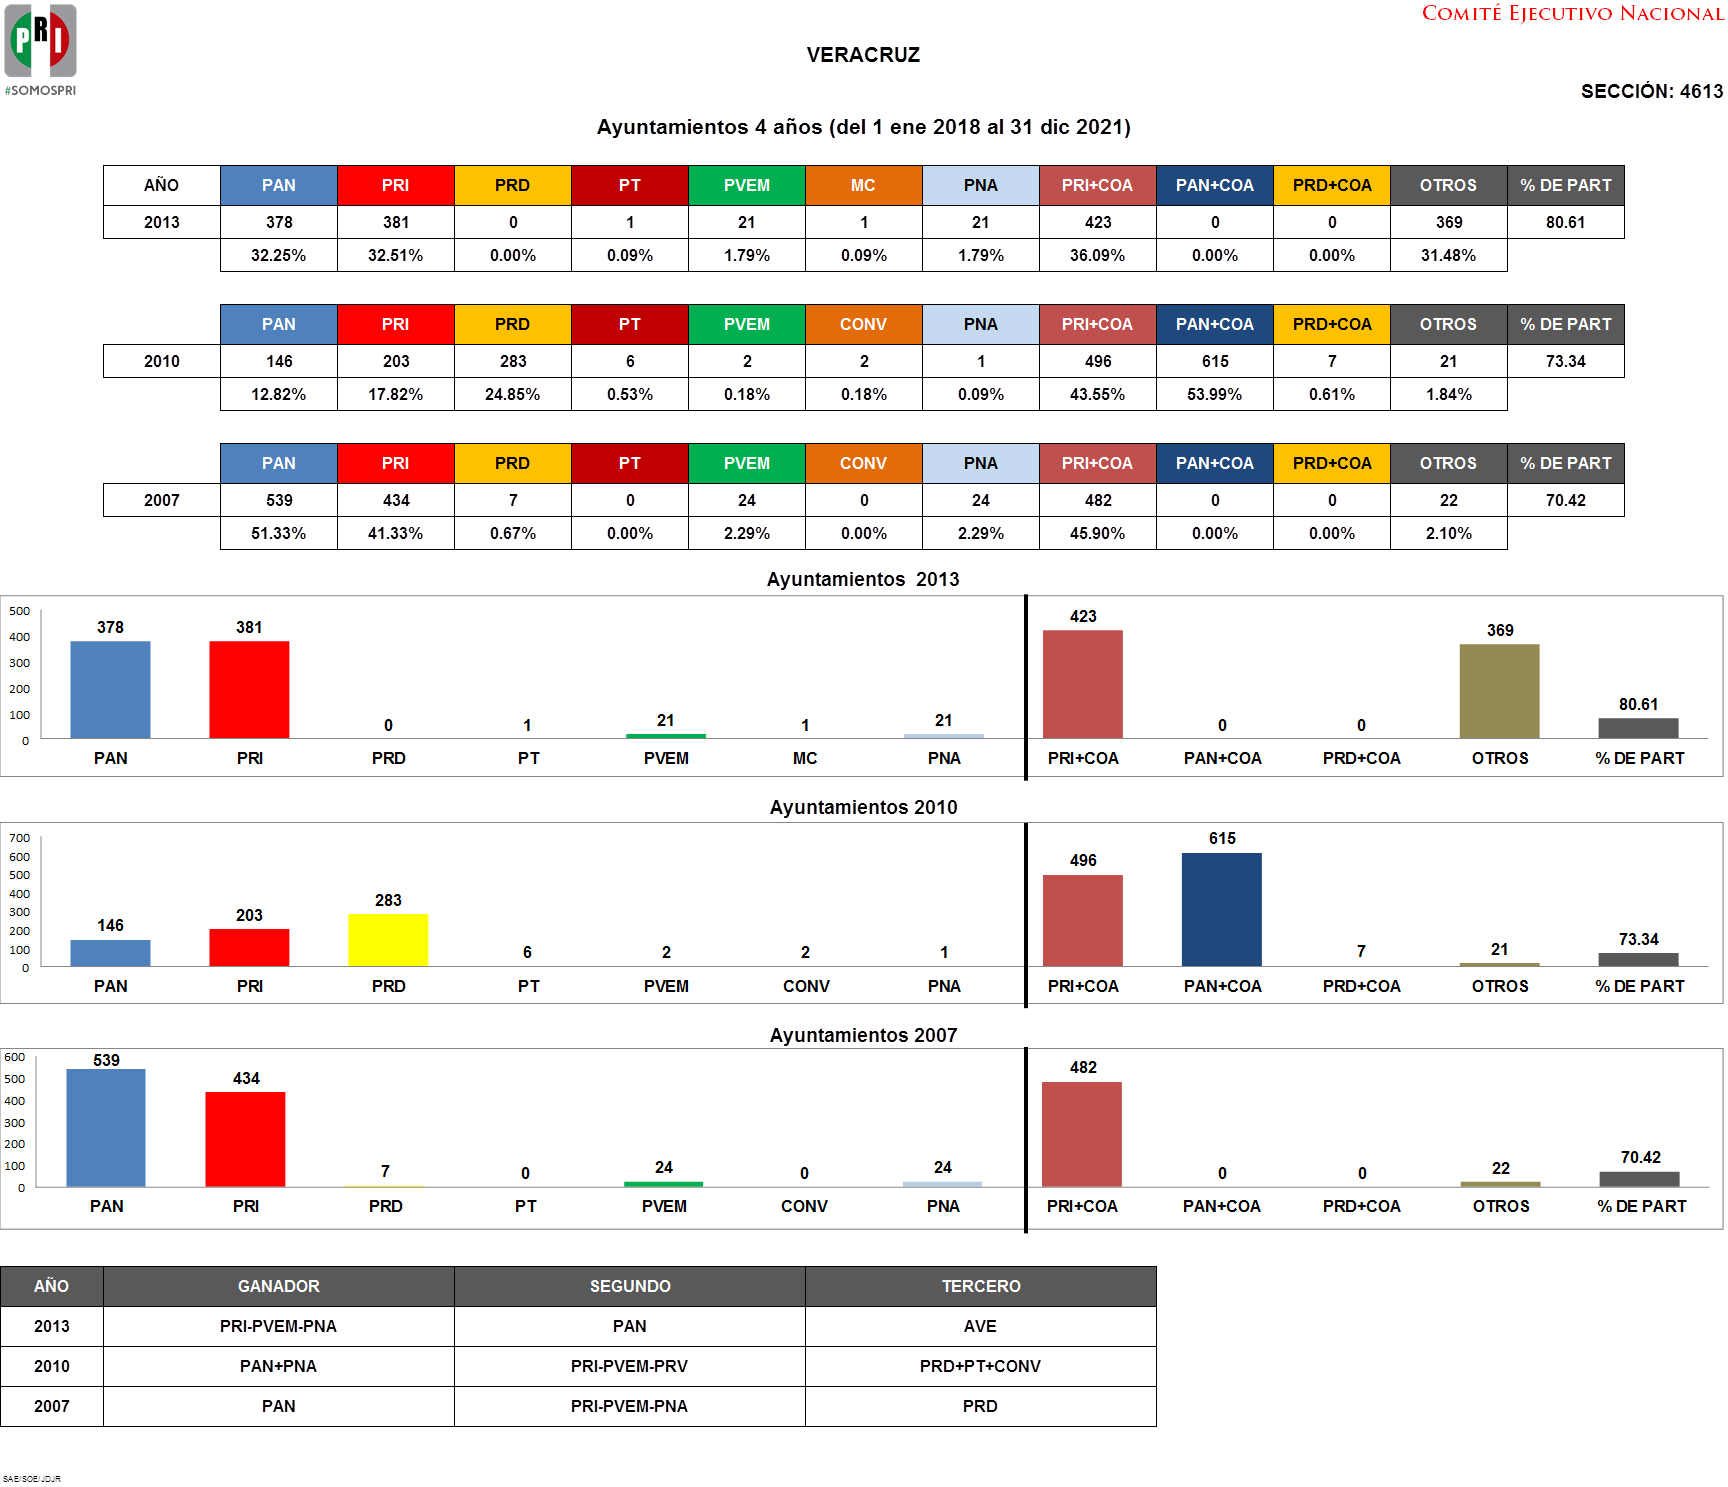 PRI
#SOMOSPRI
COMITÉ EJECUTIVO NACIONAL
VERACRUZ
SECCIÓN: 4613
Ayuntamientos 4 años (del 1 ene 2018 al 31 dic 2021)
AÑO PAN PRI PRD PT PVEM MC PNA PRI+COA PAN+COA PRD+COA OTROS % DE PART
2013 378 381 0 1 21 1 21 423 0 0 369 80.61
32.25% 32.51% 0.00% 0.09% 1.79% 0.09% 1.79% 36.09% 0.00% 0.00% 31.48%
PAN PRI PRD PT PVEM CONV PNA PRI+COA PAN+COA PRD+COA OTROS % DE PART
2010 146 203 283 6 2 2 1 496 615 7 21 73.34
12.82% 17.82% 24.85% 0.53% 0.18% 0.18% 0.09% 43.55% 53.99% 0.61% 1.84%
PAN PRI PRD PT PVEM CONV PNA PRI+COA PAN+COA PRD+COA OTROS % DE PART
2007 539 434 7 0 24 0 24 482 0 0 22 70.42
51.33% 41.33% 0.67% 0.00% 2.29% 0.00% 2.29% 45.90% 0.00% 0.00% 2.10%
Ayuntamientos 2013
500
400
300
200
100
0
378 381 0 1 21 1 21 423 0 0 369 80.61
PAN PRI PRD PT PVEM MC PNA PRI+COA PAN+COA PRD+COA OTROS % DE PART
Ayuntamientos 2010
700
600
500
400
300
200
100
0
146 203 283 6 2 2 1 496 615 7 21 73.34
PAN PRI PRD PT PVEM CONV PNA PRI+COA PAN+COA PRD+COA OTROS % DE PART
Ayuntamientos 2007
600
500
400
300
200
100
0
539 434 7 0 24 0 24 482 0 0 22 70.42
PAN PRI PRD PT PVEM CONV PNA PRI+COA PAN+COA PRD+COA OTROS % DE PART
AÑO GANADOR SEGUNDO TERCERO
2013 PRI-PVEM-PNA PAN AVE
2010 PAN+PNA PRI-PVEM-PRV PRD+PT+CONV
2007 PAN PRI-PVEM-PNA PRD
SAE/SOE/JDJR